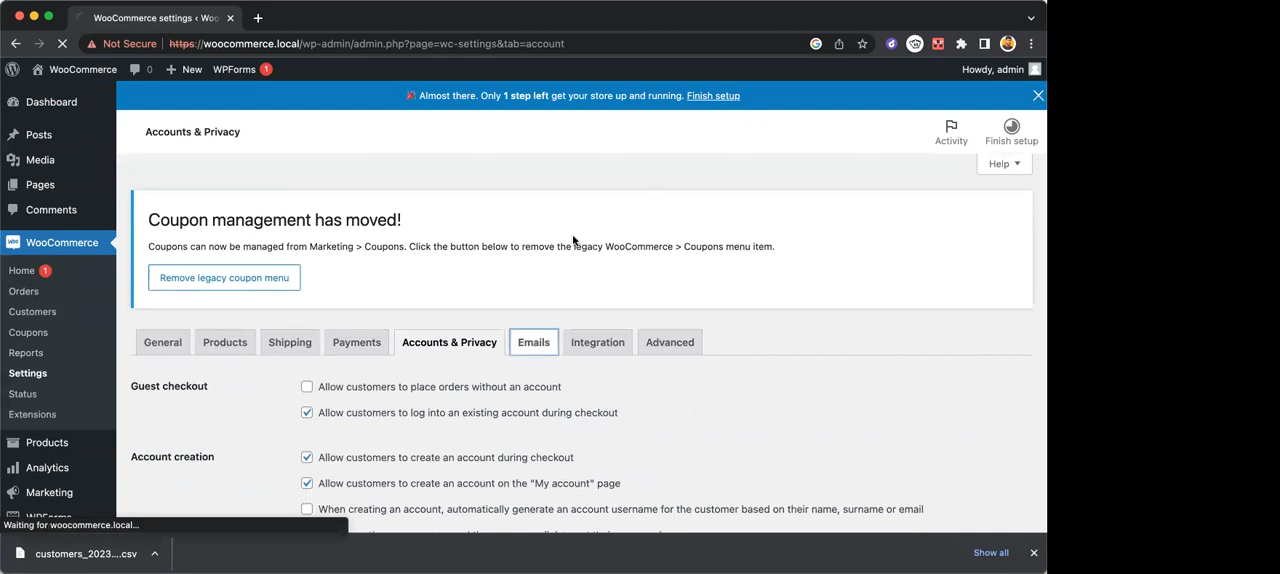 WooCommerce settings ‹ Woo
Not Secure https://woocommerce.local/wp-admin/admin.php?page=wc-settings&tab=account
WooCommerce 0 New WPForms 1 Howdy, admin
Almost there. Only 1 step left get your store up and running. Finish setup
Dashboard
Posts
Media
Pages
Comments
WooCommerce
Home 1
Orders
Customers
Coupons
Reports
Settings
Status
Extensions
Products
Analytics
Marketing
WPForms
Accounts & Privacy
Activity
Finish setup
Help
Coupon management has moved!
Coupons can now be managed from Marketing > Coupons. Click the button below to remove the legacy WooCommerce > Coupons menu item.
Remove legacy coupon menu
General Products Shipping Payments Accounts & Privacy Emails Integration Advanced
Guest checkout
Allow customers to place orders without an account
Allow customers to log into an existing account during checkout
Account creation
Allow customers to create an account during checkout
Allow customers to create an account on the "My account" page
When creating an account, automatically generate an account username for the customer based on their name, surname or email
Waiting for woocommerce.local...
customers_2023....csv
Show all